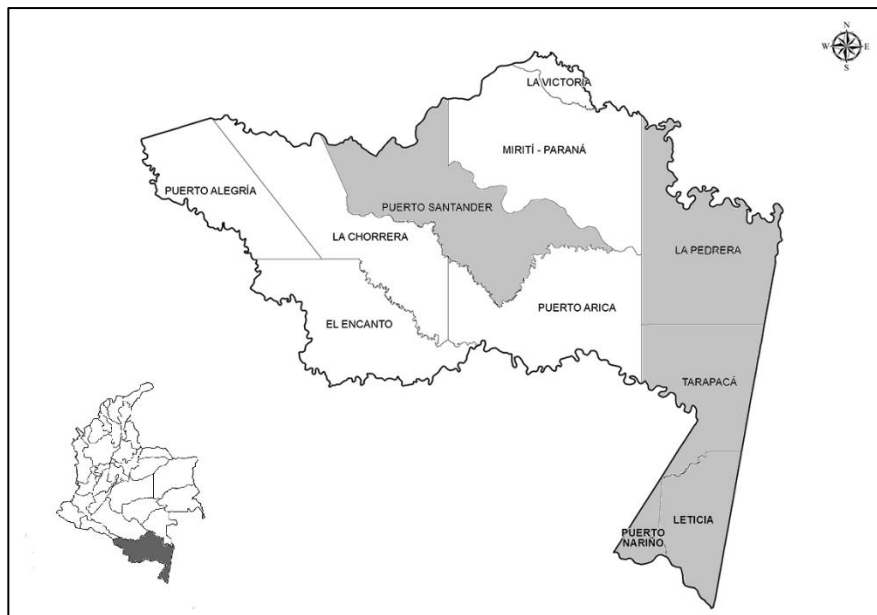 N
W E
S
LA VICTORIA
MIRITÍ - PARANÁ
PUERTO ALEGRÍA
PUERTO SANTANDER
LA CHORRERA
LA PEDRERA
EL ENCANTO
PUERTO ARICA
TARAPACÁ
LETICIA
PUERTO
NARIÑO